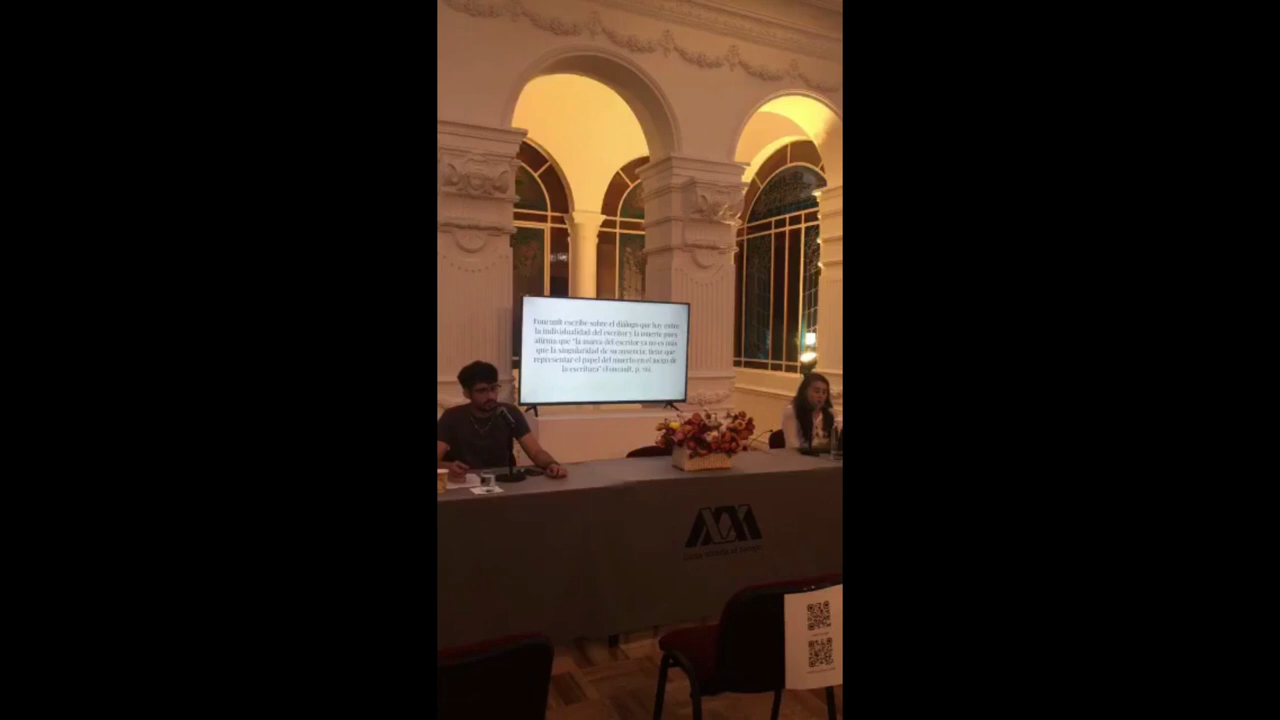 Foucault escribe sobre el diálogo que hay entre
la individualidad del escritor y la muerte pues
afirma que "la marca del escritor ya no es más
que la singularidad de su ausencia; tiene que
representar el papel del muerto en el juego de
la escritura" (Foucault, p. 56).